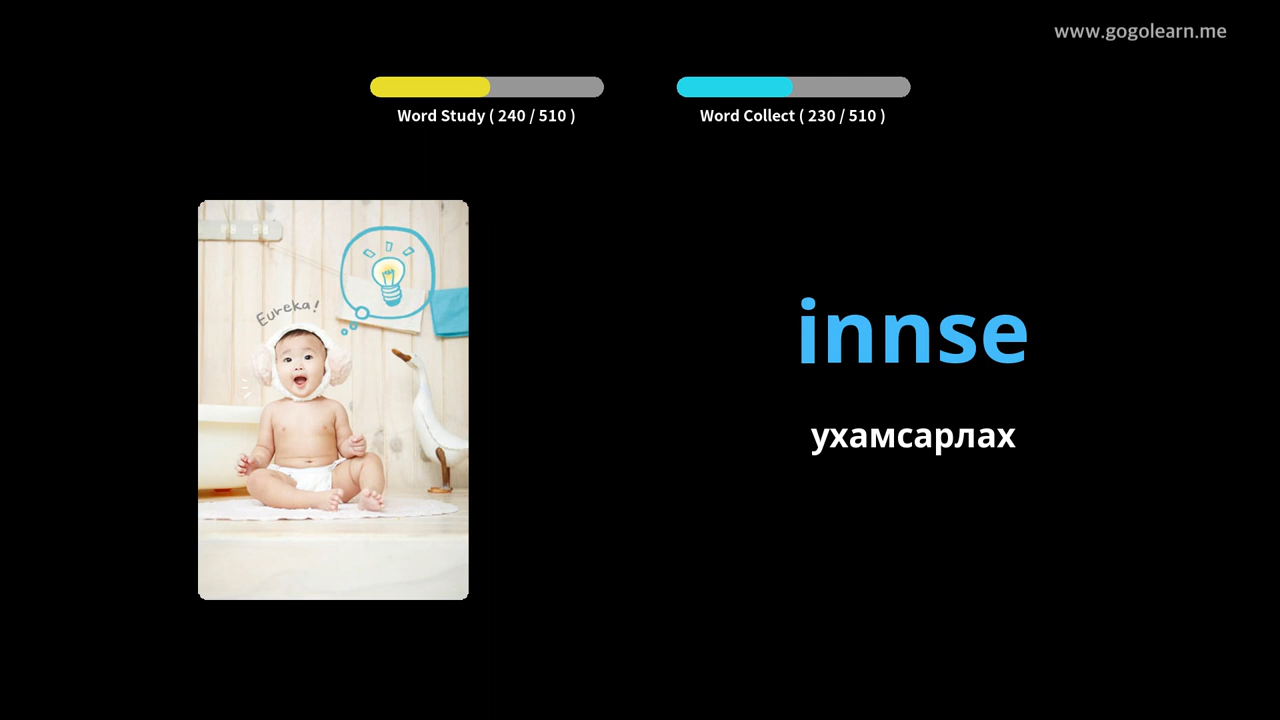 www.gogolearn.me
Word Study ( 240 / 510 )
Word Collect ( 230 / 510 )
Eureka!
innse
ухамсарлах